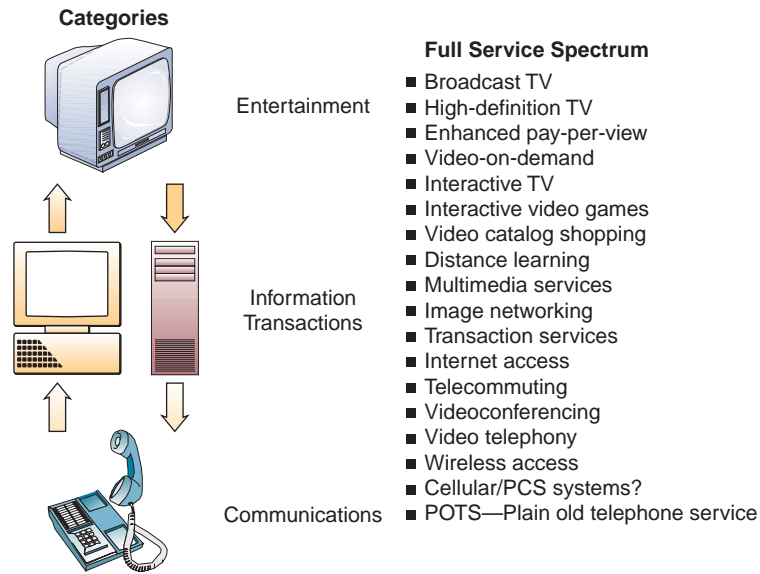 Categories
Entertainment
Information
Transactions
Communications
Full Service Spectrum
■ Broadcast TV
■ High-definition TV
■ Enhanced pay-per-view
■ Video-on-demand
■ Interactive TV
■ Interactive video games
■ Video catalog shopping
■ Distance learning
■ Multimedia services
■ Image networking
■ Transaction services
■ Internet access
■ Telecommuting
■ Videoconferencing
■ Video telephony
■ Wireless access
■ Cellular/PCS systems?
■ POTS—Plain old telephone service